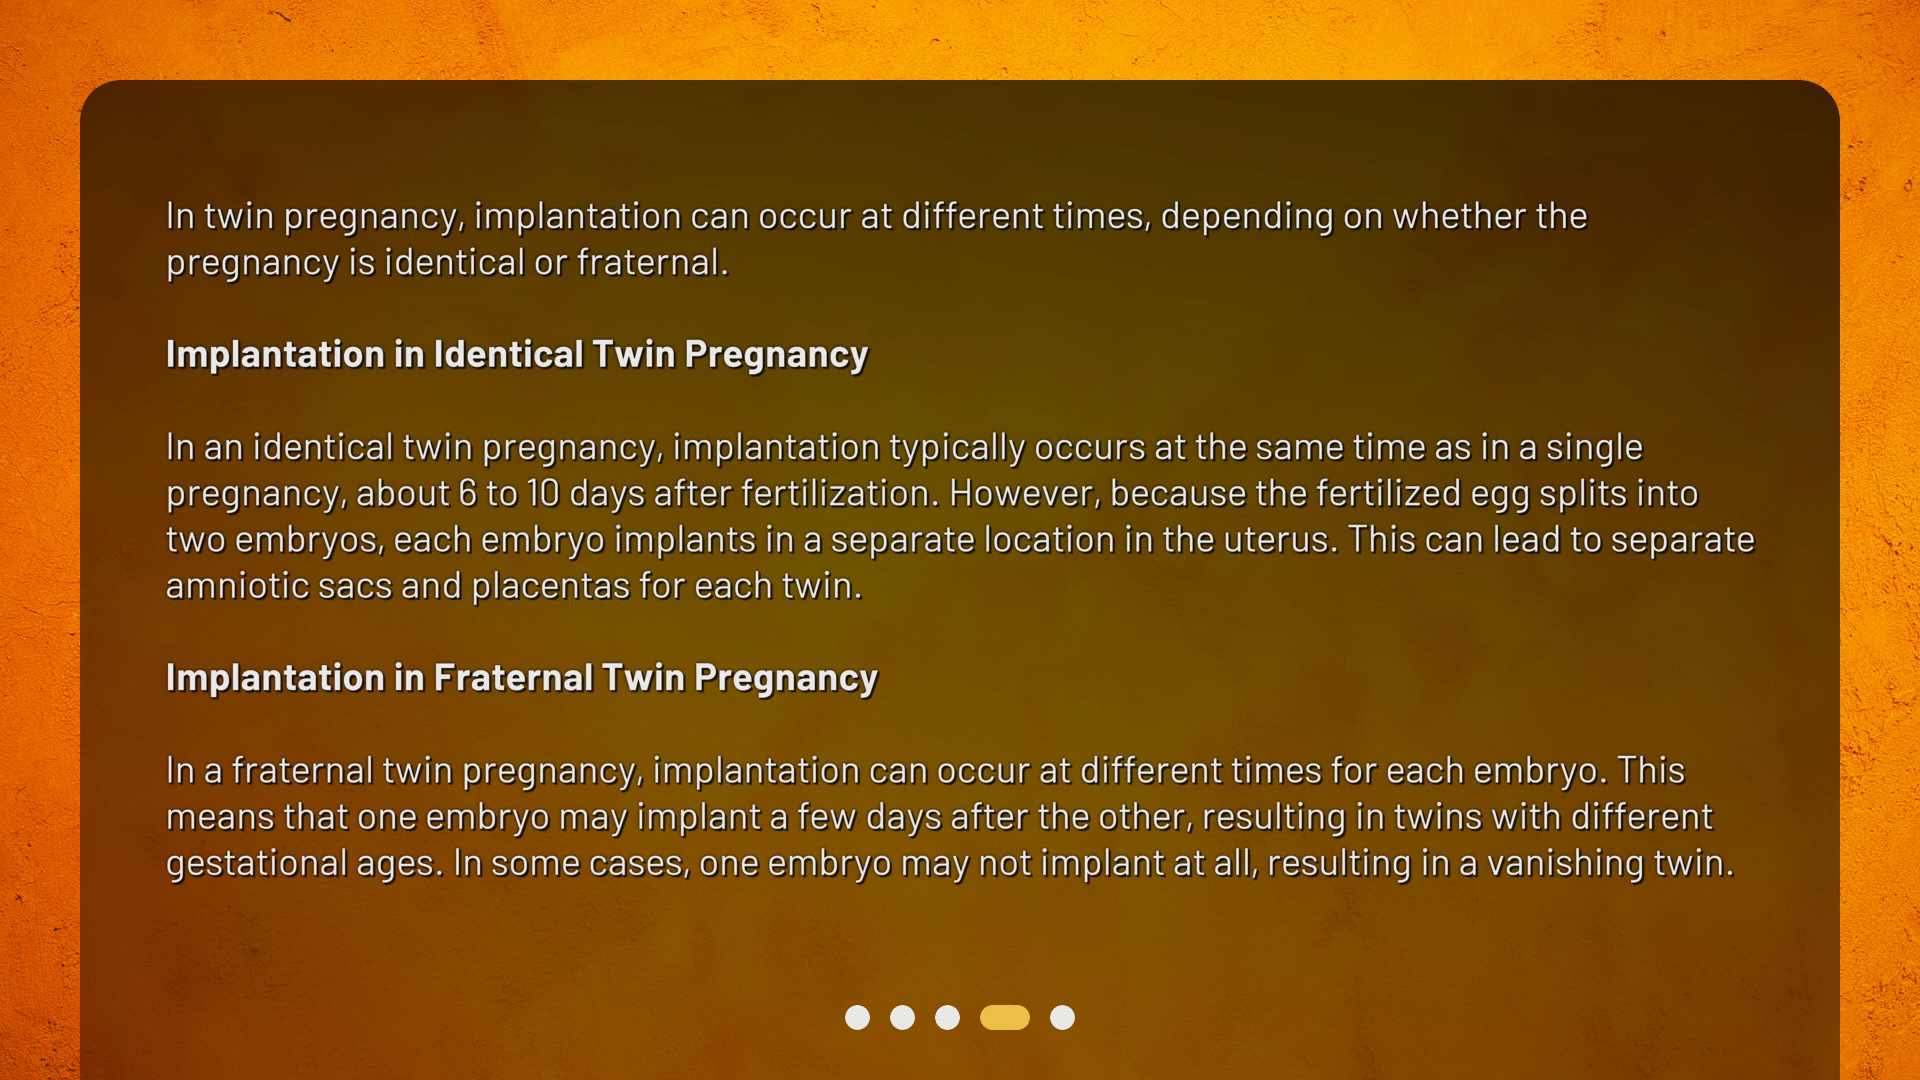 In twin pregnancy, implantation can occur at different times, depending on whether the
pregnancy is identical or fraternal.
Implantation in Identical Twin Pregnancy
In an identical twin pregnancy, implantation typically occurs at the same time as in a single
pregnancy, about 6 to 10 days after fertilization. However, because the fertilized egg splits into
two embryos, each embryo implants in a separate location in the uterus. This can lead to separate
amniotic sacs and placentas for each twin.
Implantation in Fraternal Twin Pregnancy
In a fraternal twin pregnancy, implantation can occur at different times for each embryo. This
means that one embryo may implant a few days after the other, resulting in twins with different
gestational ages. In some cases, one embryo may not implant at all, resulting in a vanishing twin.